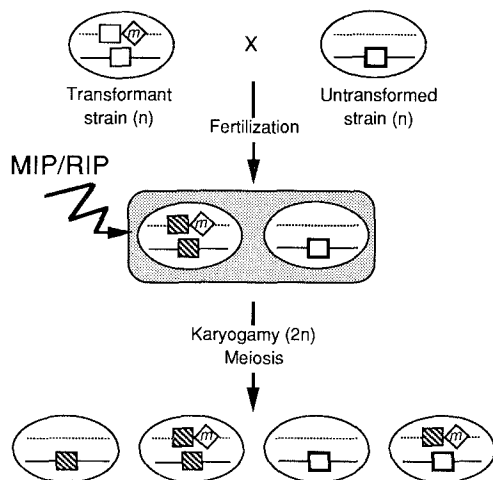 m
X
Transformant
strain (n)
Untransformed
strain (n)
Fertilization
MIP/RIP
m
Karyogamy (2n)
Meiosis
m
m